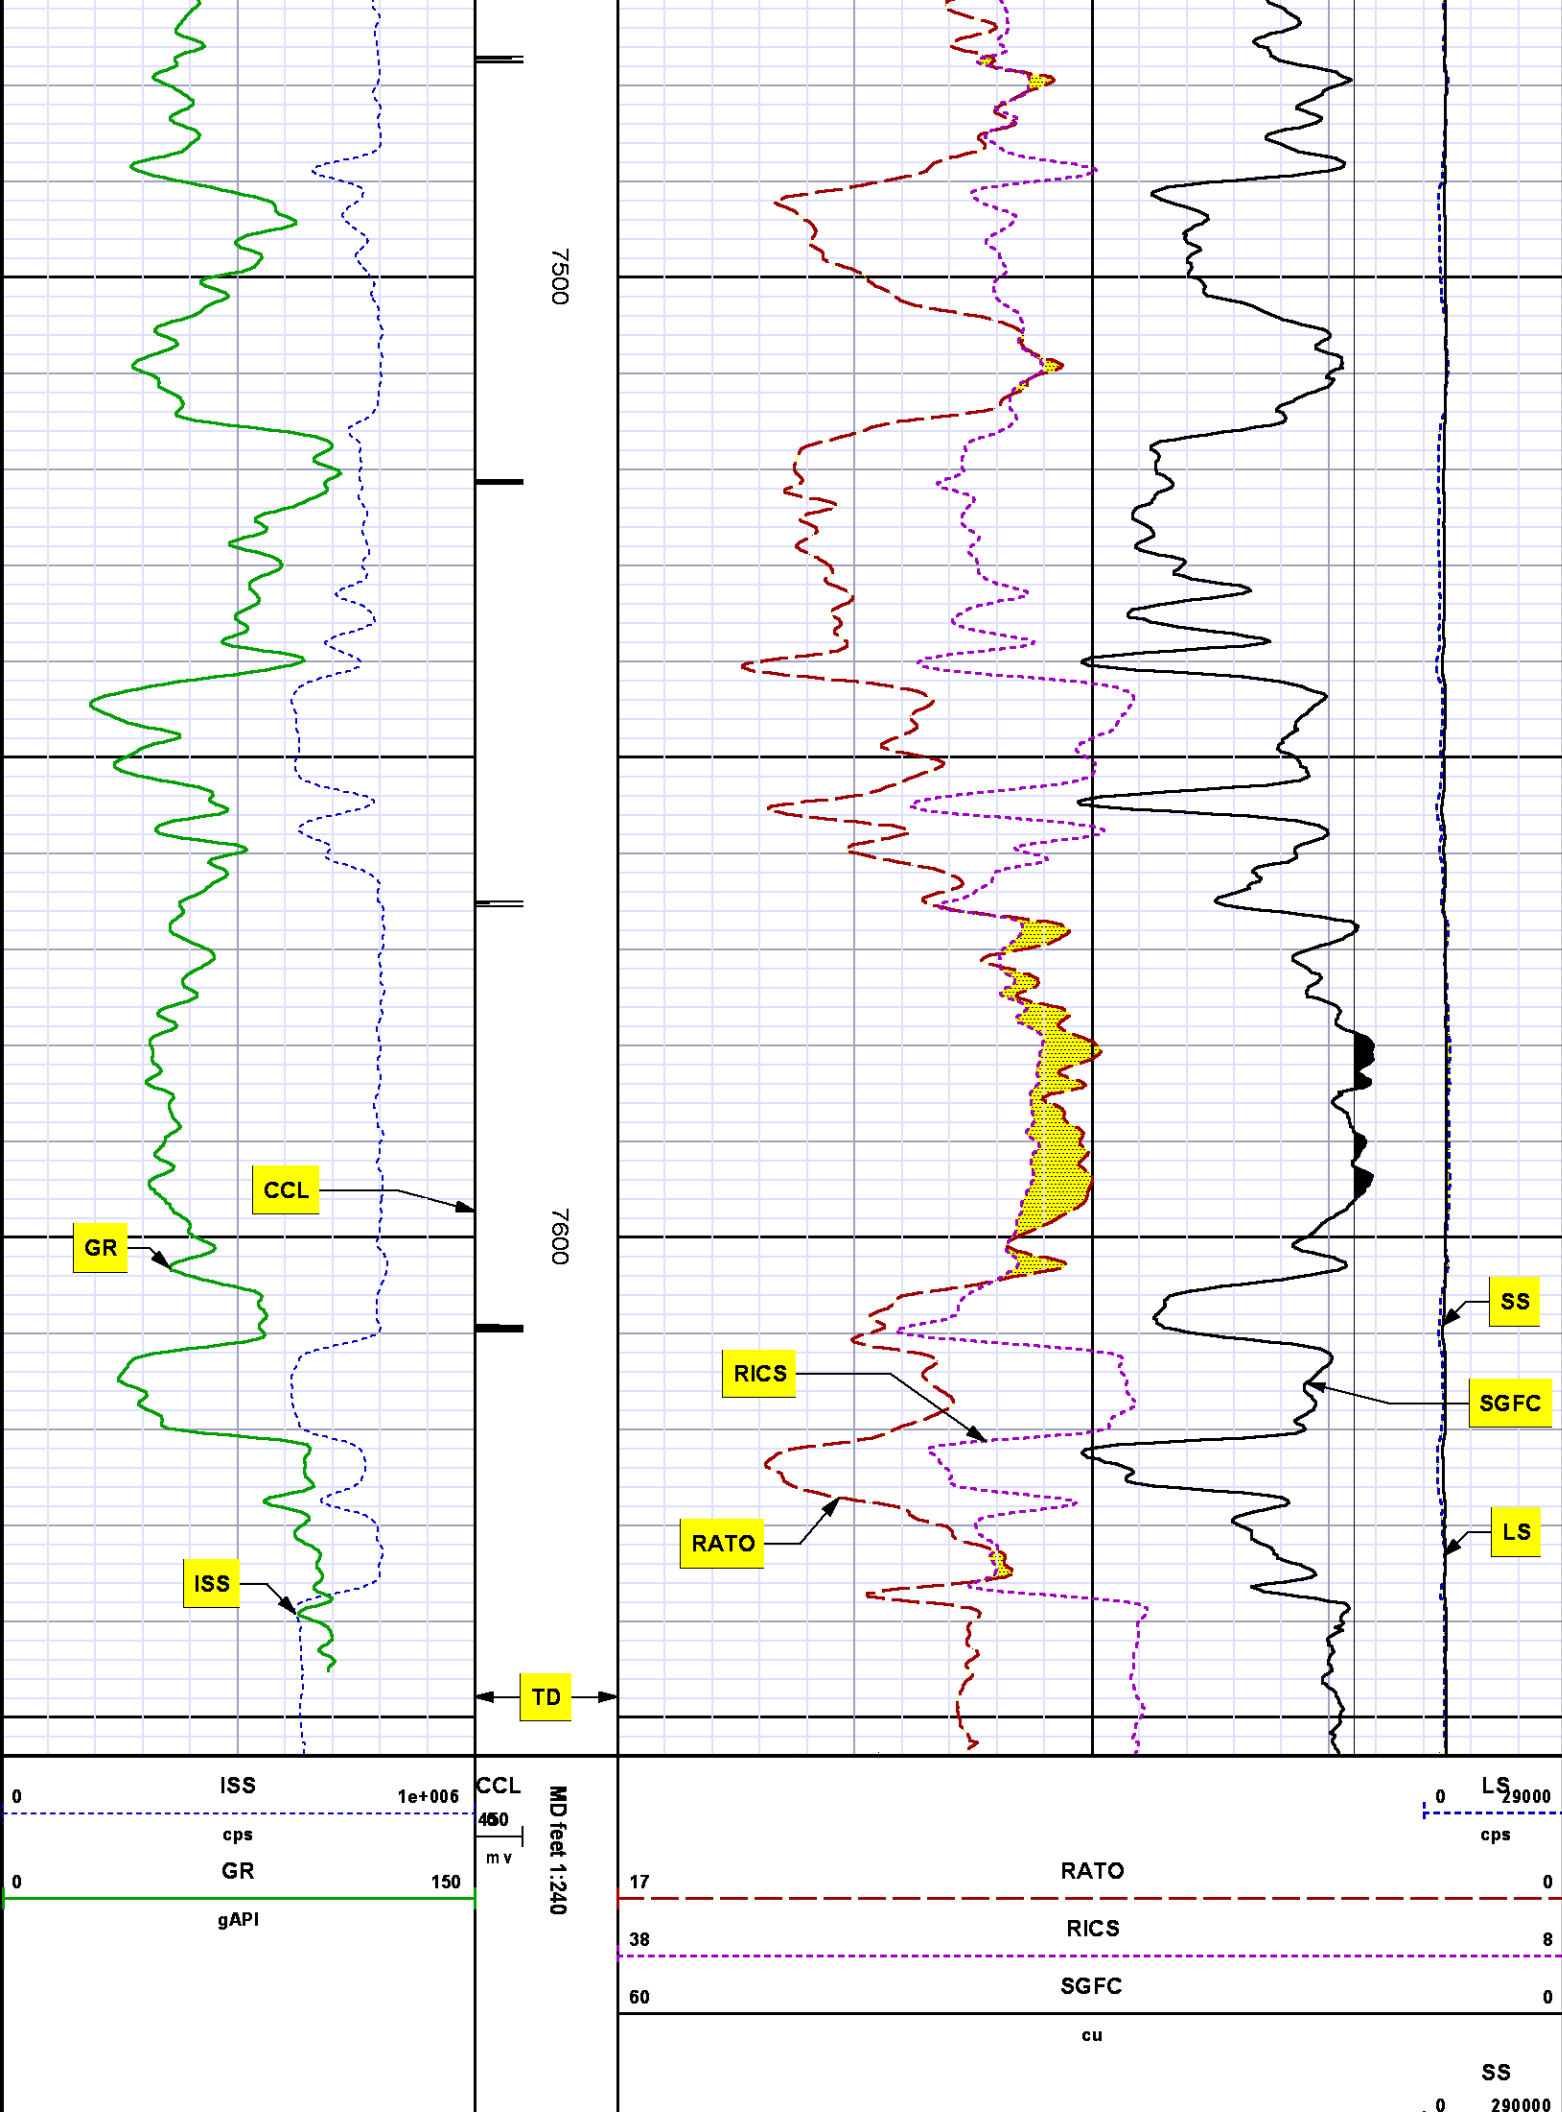 7500
CCL
7600
GR
SS
RICS
SGFC
LS
RATO
ISS
TD
ISS
CCL
LS
0
1e+006
0
29000
cps
mv
cps
GR
RATO
0
150
17
0
gAPI
MD feet 1:240
RICS
38
8
SGFC
60
0
cu
SS
0
290000